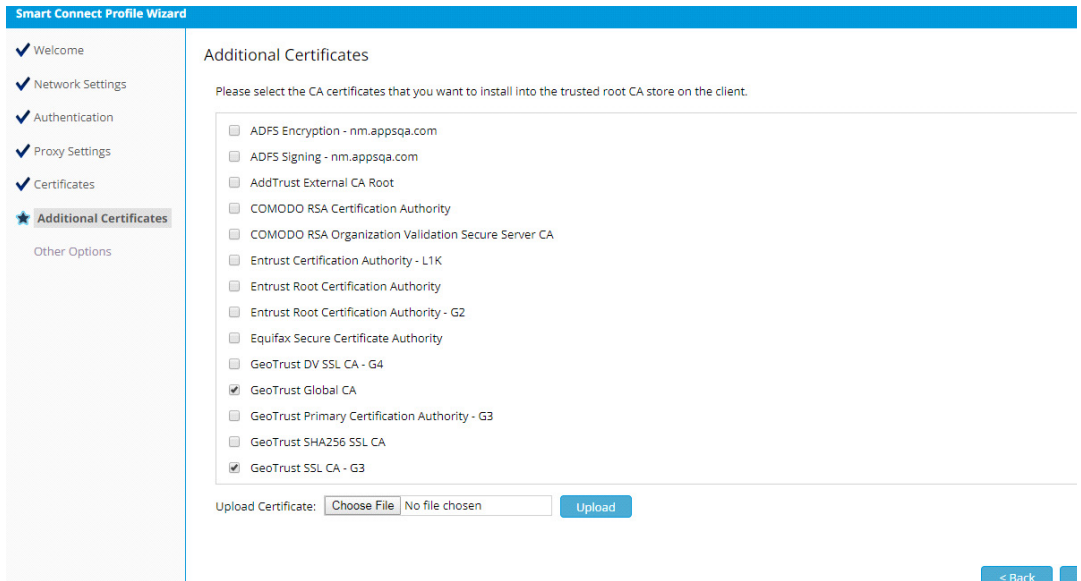 Smart Connect Profile Wizard
Welcome
Network Settings
Authentication
Proxy Settings
Certificates
Additional Certificates
Other Options
Additional Certificates
Please select the CA certificates that you want to install into the trusted root CA store on the client.
ADFS Encryption - nm.appsqa.com
ADFS Signing - nm.appsqa.com
AddTrust External CA Root
COMODO RSA Certification Authority
COMODO RSA Organization Validation Secure Server CA
Entrust Certification Authority - L1K
Entrust Root Certification Authority
Entrust Root Certification Authority - G2
Equifax Secure Certificate Authority
GeoTrust DV SSL CA - G4
GeoTrust Global CA
GeoTrust Primary Certification Authority - G3
GeoTrust SHA256 SSL CA
GeoTrust SSL CA - G3
Upload Certificate: Choose File No file chosen Upload
< Back